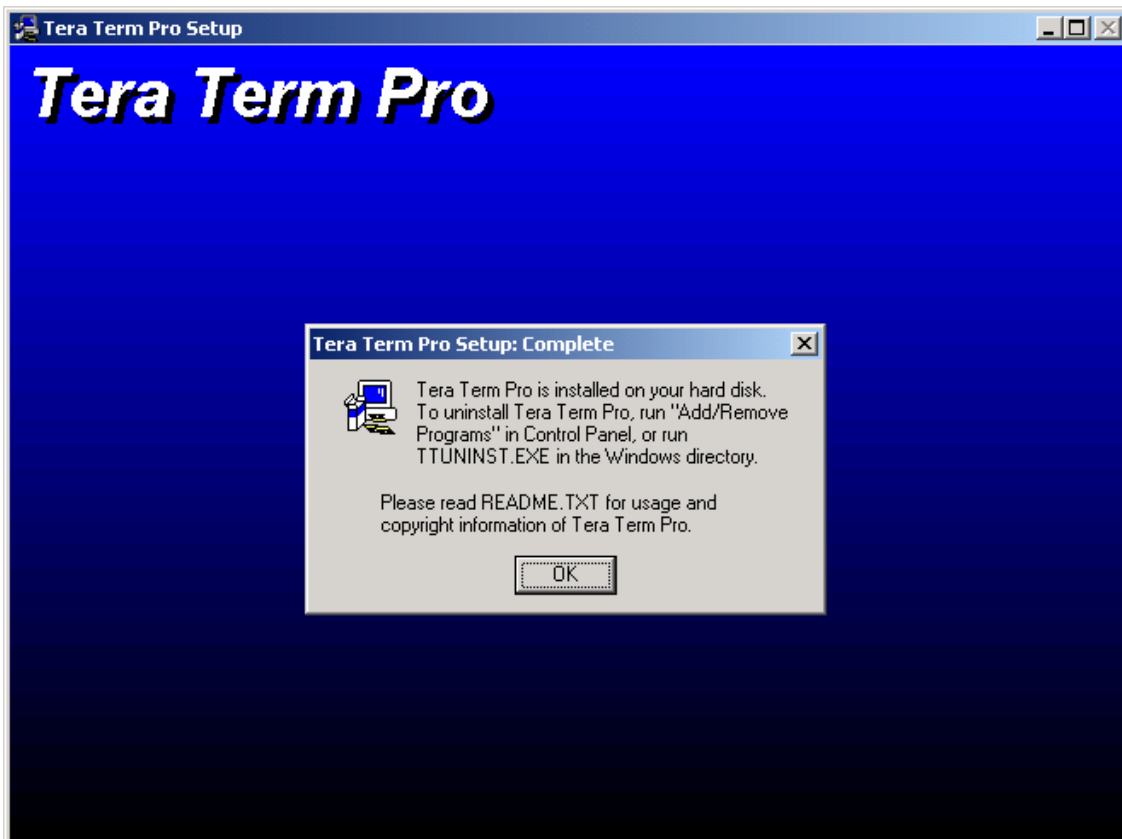 Tera Term Pro Setup
Tera Term Pro
Tera Term Pro Setup: Complete
Tera Term Pro is installed on your hard disk.
To uninstall Tera Term Pro, run "Add/Remove
Programs" in Control Panel, or run
TTUNINST.EXE in the Windows directory.
Please read README.TXT for usage and
copyright information of Tera Term Pro.
OK